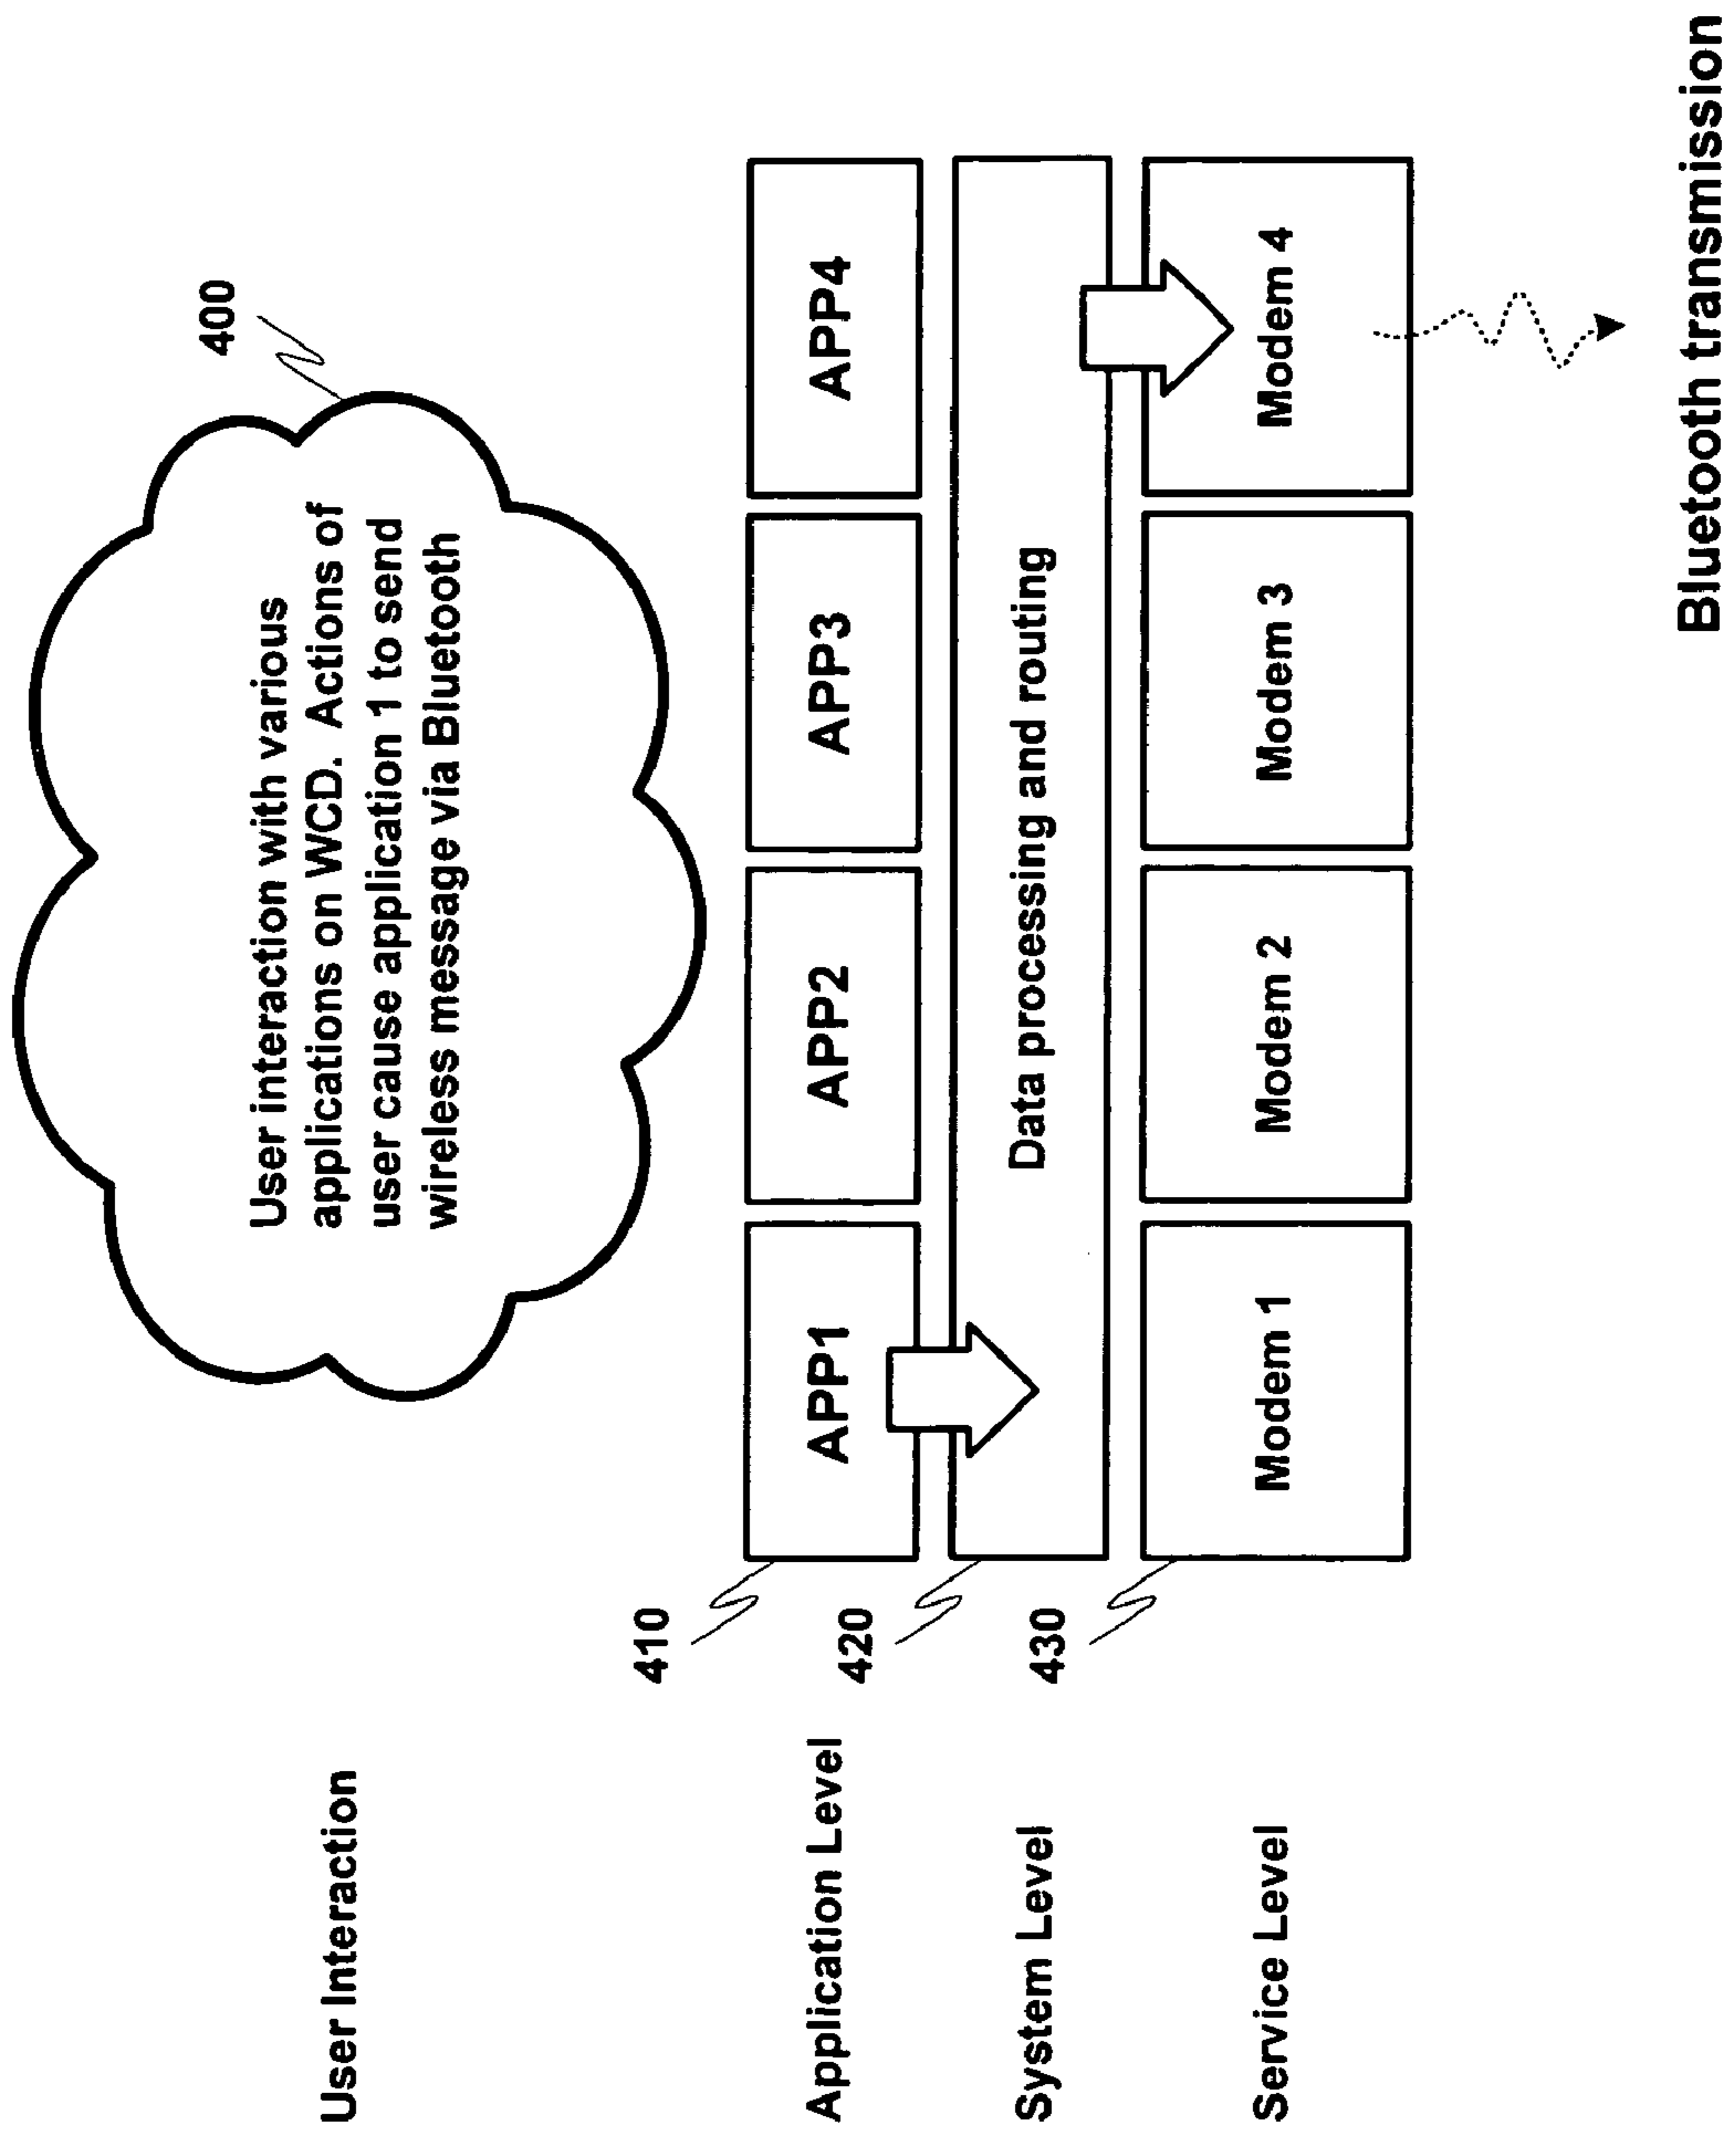 400
User Interaction
User interaction with various
applications on WCD. Actions of
user cause application 1 to send
wireless message via Bluetooth
410
Application Level
APP1
APP2
APP3
APP4
420
System Level
Data processing and routing
430
Service Level
Modem 1
Modem 2
Modem 3
Modem 4
Bluetooth transmission